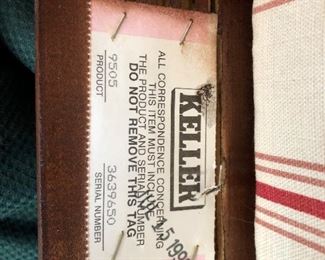 KELLER
ALL CORRESPONDENCE CONCERNING
THIS ITEM MUST INCLUDE
THE PRODUCT AND SERIAL NUMBER
DO NOT REMOVE THIS TAG
9505 3639650
PRODUCT SERIAL NUMBER